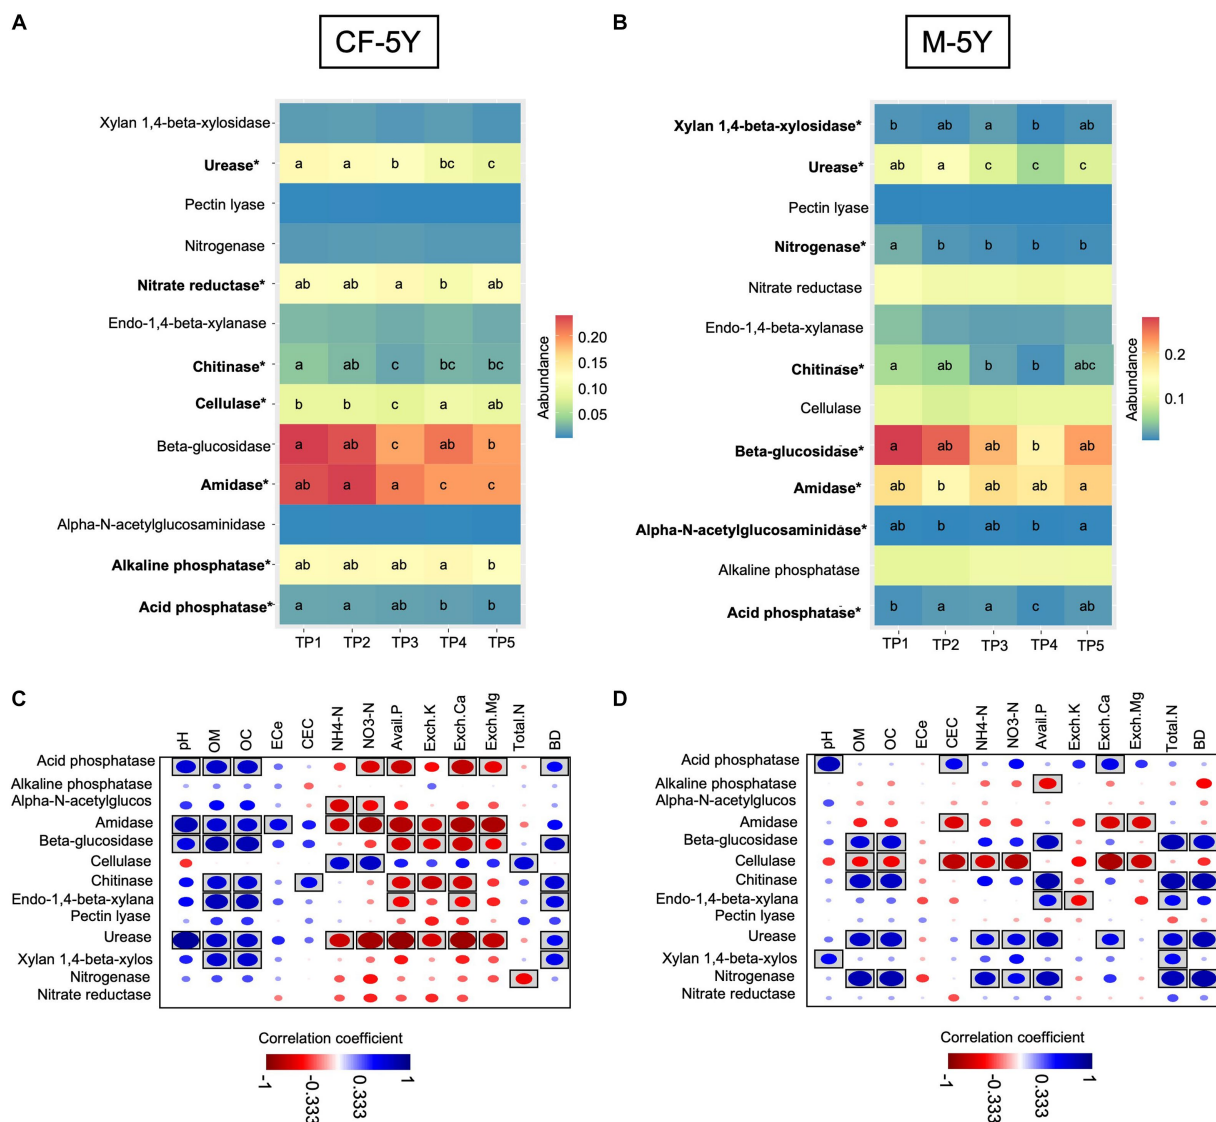 A
CF-5Y
Xylan 1,4-beta-xylosidase
Urease* a a b bc c
Pectin lyase
Nitrogenase
Nitrate reductase* ab ab a b ab
Endo-1,4-beta-xylanase
Chitinase* a ab c bc bc
Cellulase* b b c a ab
Beta-glucosidase a ab c ab b
Amidase* ab a a c c
Alpha-N-acetylglucosaminidase
Alkaline phosphatase* ab ab ab a b
Acid phosphatase* a a ab b b
TP1 TP2 TP3 TP4 TP5
Aabundance
0.20
0.15
0.10
0.05
B
M-5Y
Xylan 1,4-beta-xylosidase* b ab a b ab
Urease* ab a c c c
Pectin lyase
Nitrogenase* a b b b b
Nitrate reductase
Endo-1,4-beta-xylanase
Chitinase* a ab b b abc
Cellulase
Beta-glucosidase* a ab ab b ab
Amidase* ab b ab ab a
Alpha-N-acetylglucosaminidase* ab b ab b a
Alkaline phosphatase
Acid phosphatase* b a a c ab
TP1 TP2 TP3 TP4 TP5
Aabundance
0.2
0.1
C
pH OM OC ECe CEC NH4-N NO3-N Avail.P Exch.K Exch.Ca Exch.Mg Total.N BD
Acid phosphatase
Alkaline phosphatase
Alpha-N-acetylglucos
Amidase
Beta-glucosidase
Cellulase
Chitinase
Endo-1,4-beta-xylana
Pectin lyase
Urease
Xylan 1,4-beta-xylos
Nitrogenase
Nitrate reductase
Correlation coefficient
-1 -0.333 0.333 1
D
pH OM OC ECe CEC NH4-N NO3-N Avail.P Exch.K Exch.Ca Exch.Mg Total.N BD
Acid phosphatase
Alkaline phosphatase
Alpha-N-acetylglucos
Amidase
Beta-glucosidase
Cellulase
Chitinase
Endo-1,4-beta-xylana
Pectin lyase
Urease
Xylan 1,4-beta-xylos
Nitrogenase
Nitrate reductase
Correlation coefficient
-1 -0.333 0.333 1